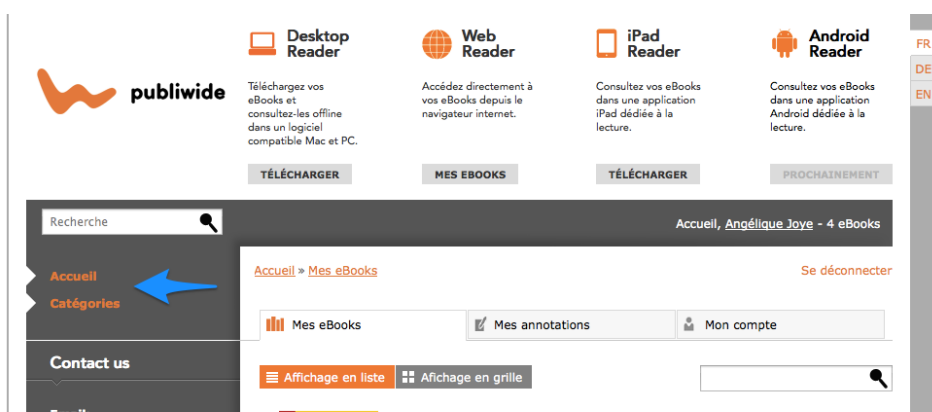 publiwide
Desktop
Reader
Téléchargez vos
eBooks et
consultez-les offline
dans un logiciel
compatible Mac et PC.
TÉLÉCHARGER
Web
Reader
Accédez directement à
vos eBooks depuis le
navigateur internet.
MES EBOOKS
iPad
Reader
Consultez vos eBooks
dans une application
iPad dédiée à la
lecture.
TÉLÉCHARGER
Android
Reader
Consultez vos eBooks
dans une application
Android dédiée à la
lecture.
PROCHAINEMENT
FR
DE
EN
Recherche
Accueil, Angélique Joye - 4 eBooks
Accueil
Catégories
Contact us
Accueil » Mes eBooks
Se déconnecter
Mes eBooks
Mes annotations
Mon compte
Affichage en liste
Afichage en grille